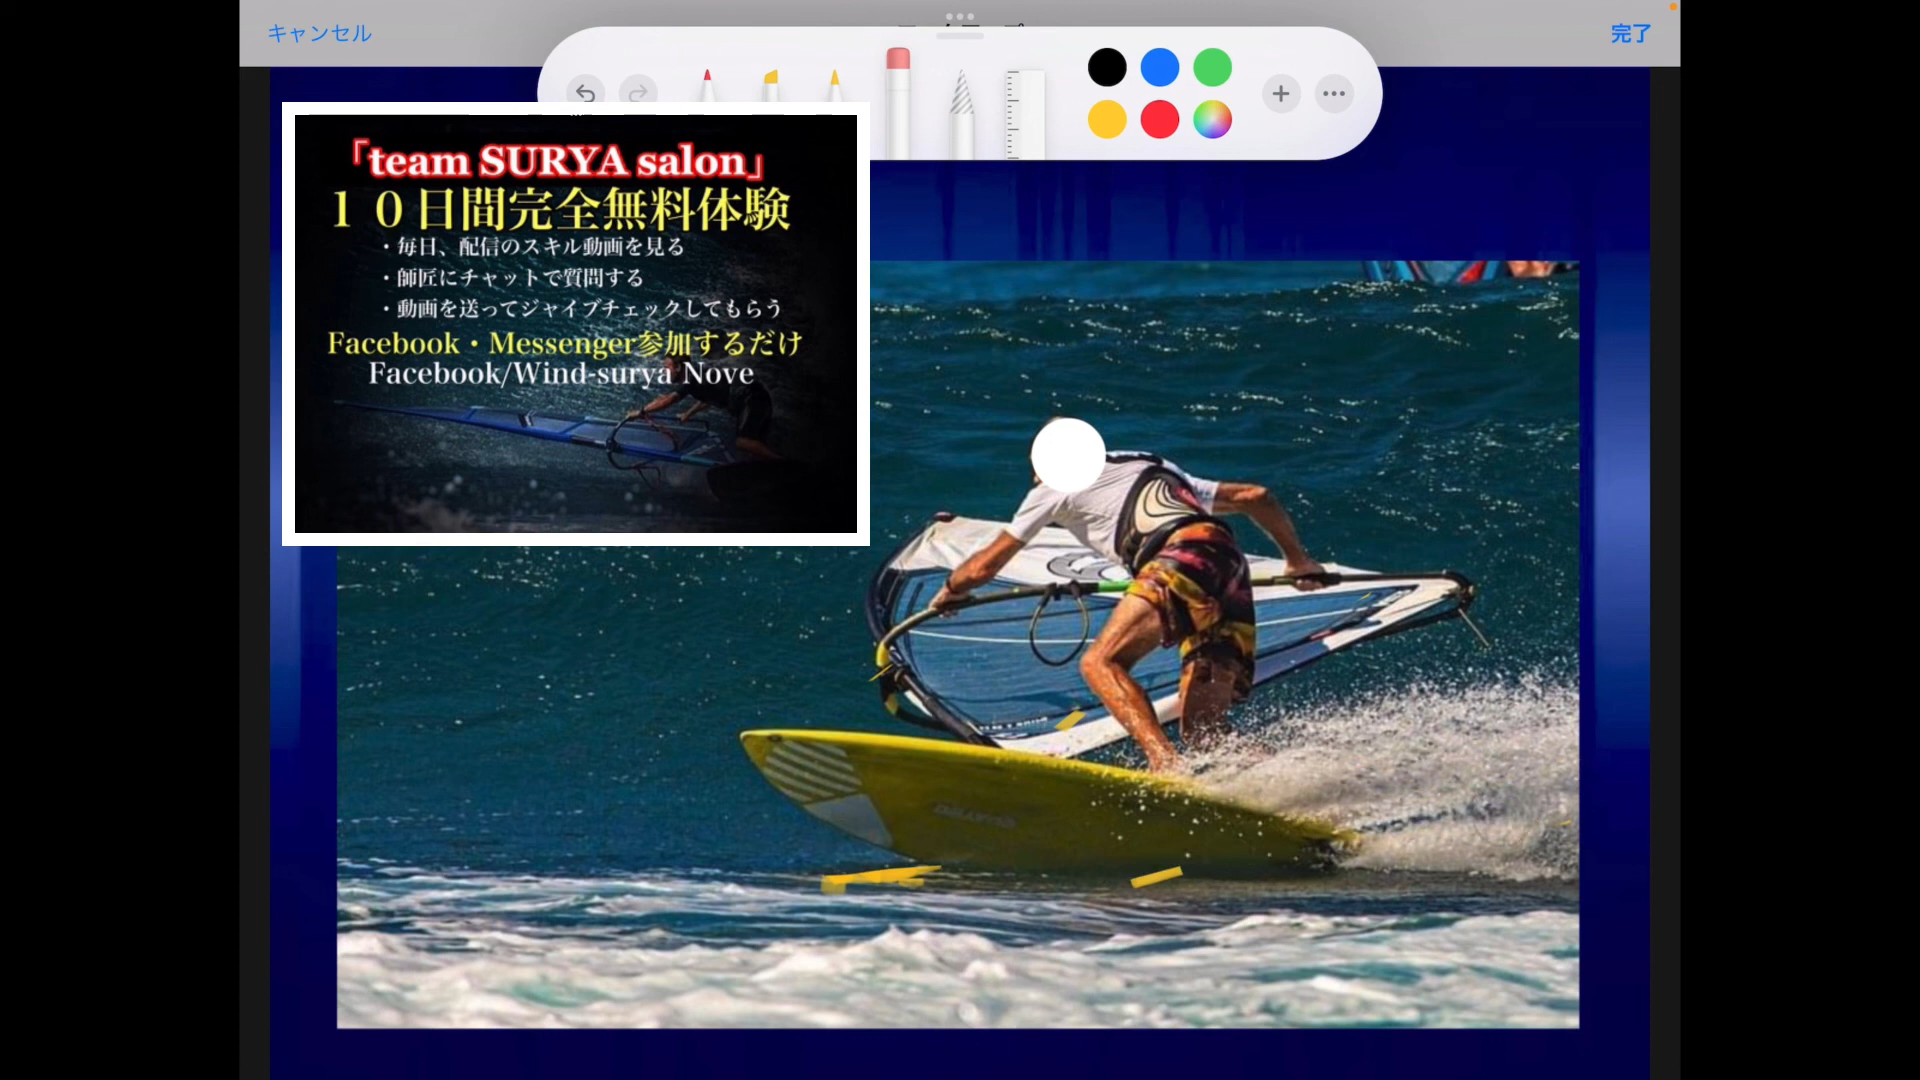 キャンセル
完了
「team SURYA salon」
１０日間完全無料体験
・毎日、配信のスキル動画を見る
・師匠にチャットで質問する
・動画を送ってジャイブチェックしてもらう
Facebook・Messenger参加するだけ
Facebook/Wind-surya Nove